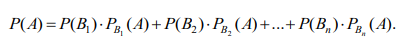 P(A) = P(B₁)·P_{B₁}(A) + P(B₂)·P_{B₂}(A) + ... + P(Bₙ)·P_{Bₙ}(A).